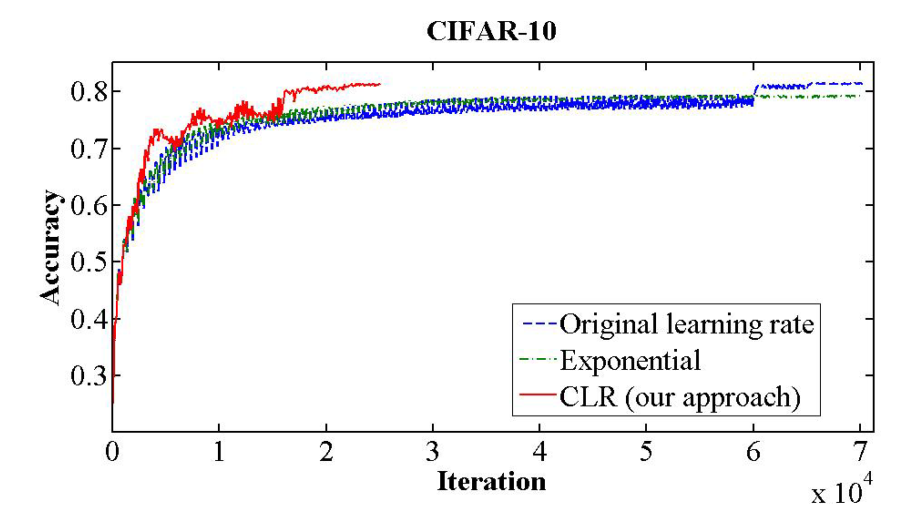 CIFAR-10
Accuracy
0.8
0.7
0.6
0.5
0.4
0.3
Original learning rate
Exponential
CLR (our approach)
0 1 2 3 4 5 6 7
Iteration
x 10^4